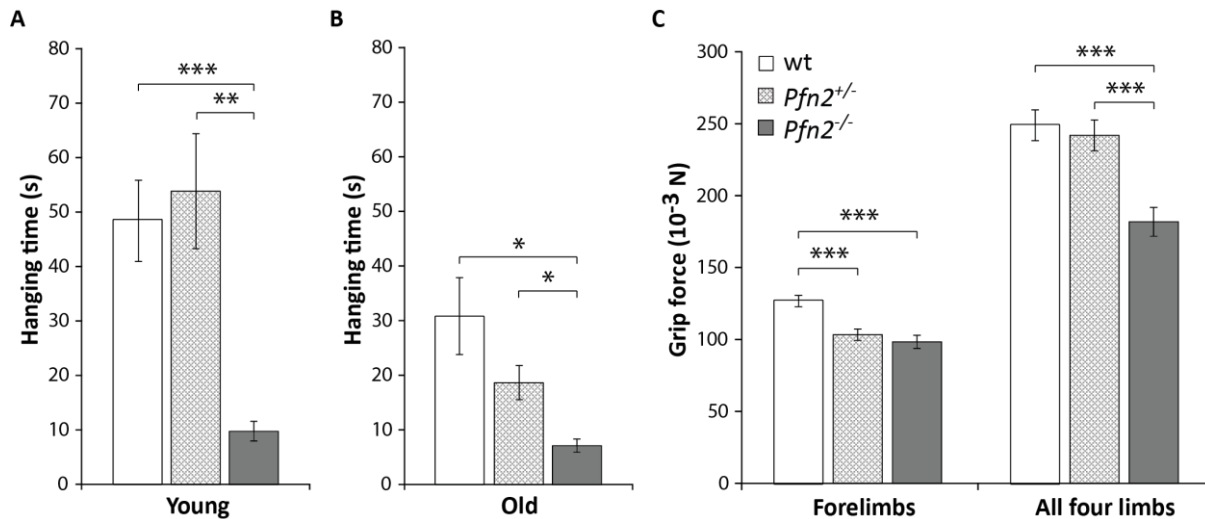 A
Hanging time (s)
80
70
60
50
40
30
20
10
0
***
**
Young
B
Hanging time (s)
80
70
60
50
40
30
20
10
0
*
*
Old
C
Grip force (10⁻³ N)
300
250
200
150
100
50
0
wt
Pfn2⁺/⁻
Pfn2⁻/⁻
***
***
***
***
Forelimbs
All four limbs